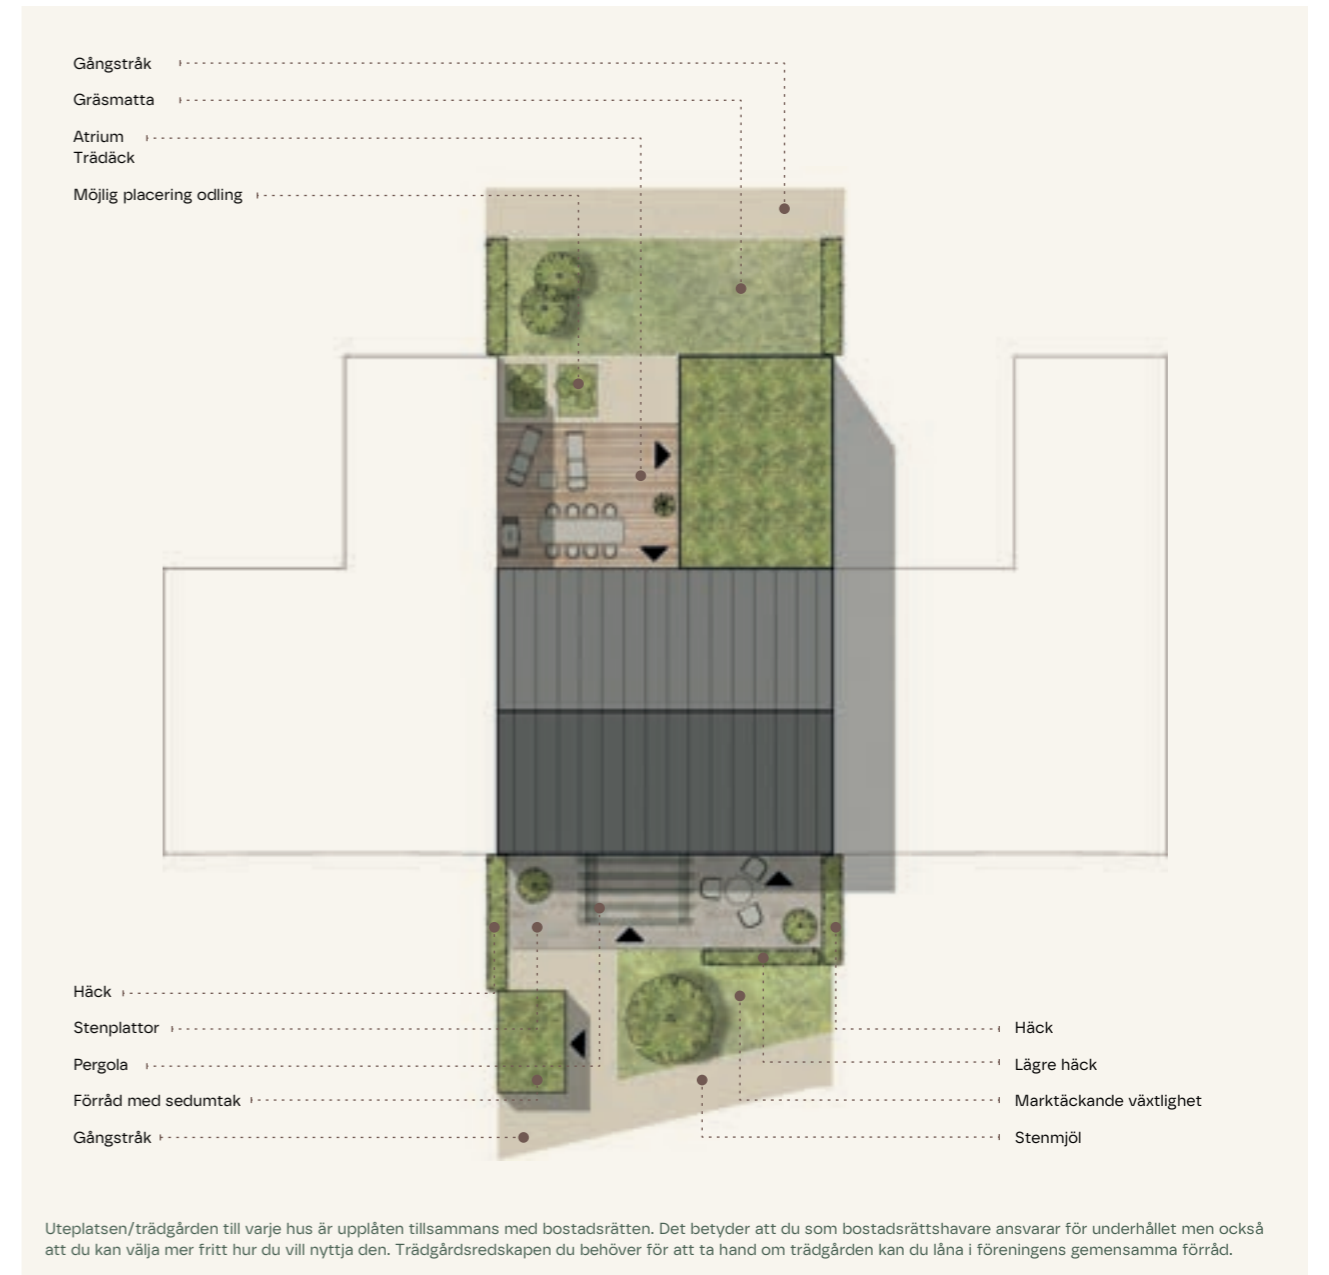 Gångstråk
Gräsmatta
Atrium
Trädäck
Möjlig placering odling
Häck
Stenplattor
Pergola
Förråd med sedumtak
Gångstråk
Häck
Lägre häck
Marktäckande växtlighet
Stenmjöl
Uteplatsen/trädgården till varje hus är upplåten tillsammans med bostadsrätten. Det betyder att du som bostadsrättshavare ansvarar för underhållet men också
att du kan välja mer fritt hur du vill nyttja den. Trädgårdsredskapen du behöver för att ta hand om trädgården kan du låna i föreningens gemensamma förråd.